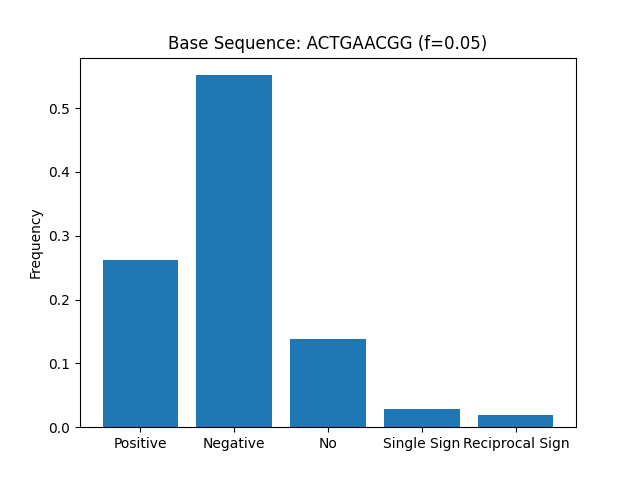 Base Sequence: ACTGAACGG (f=0.05)
Frequency
0.5
0.4
0.3
0.2
0.1
0.0
Positive Negative No Single Sign Reciprocal Sign